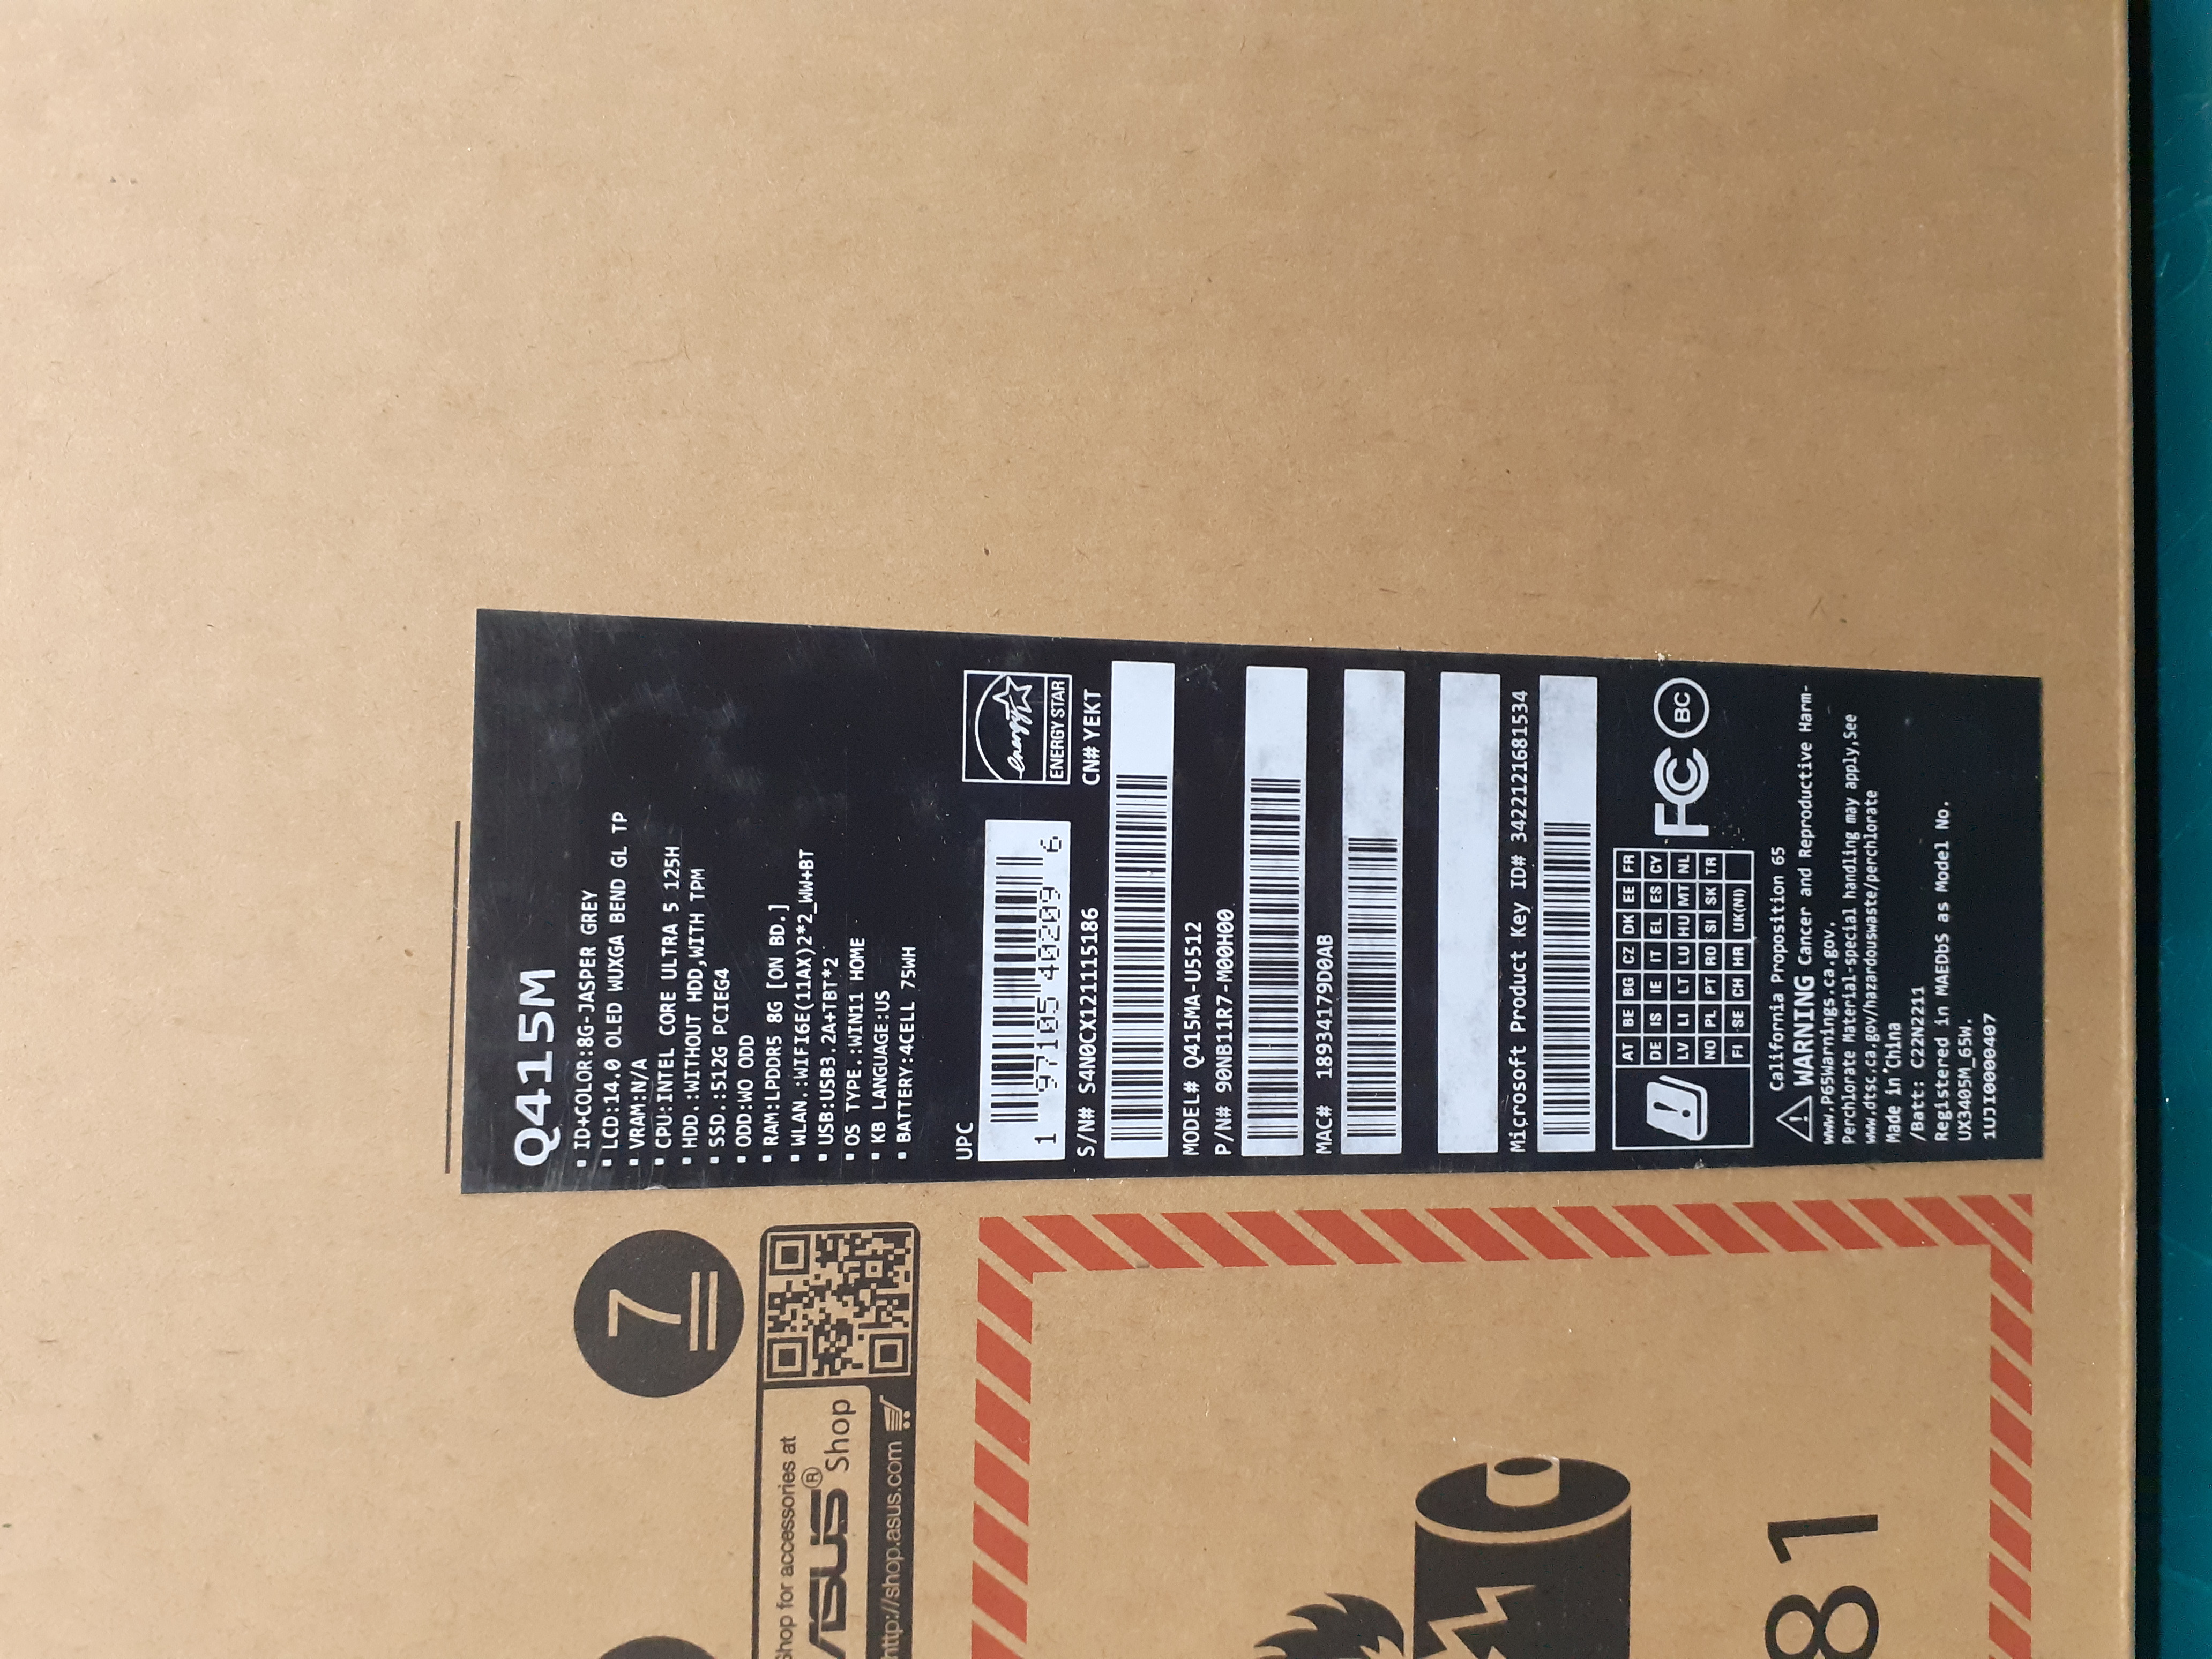 Q415M
▪ ID+COLOR:8G-JASPER GREY
▪ LCD:14.0 OLED WUXGA BEND GL TP
▪ VRAM:N/A
▪ CPU:INTEL CORE ULTRA 5 125H
▪ HDD.:WITHOUT HDD,WITH TPM
▪ SSD.:512G PCIEG4
▪ ODD:WO ODD
▪ RAM:LPDDR5 8G [ON BD.]
▪ WLAN.:WIFI6E(11AX)2*2_WW+BT
▪ USB:USB3.2A+TBT*2
▪ OS TYPE.:WIN11 HOME
▪ KB LANGUAGE:US
▪ BATTERY:4CELL 75WH
UPC
1 97105 40209 6
energy
ENERGY STAR
S/N# S4N0CX121115186 CN# YEKT
MODEL# Q415MA-U5512
P/N# 90NB11R7-M00H00
MAC# 18934179D0AB
Microsoft Product Key ID# 3422121681534
AT BE BG CZ DK EE FR
DE IS IE IT EL ES CY
LV LI LT LU HU MT NL
NO PL PT RO SI SK TR
FI SE CH HR UK(NI)
FC BC
California Proposition 65
WARNING Cancer and Reproductive Harm-
www.P65Warnings.ca.gov.
Perchlorate Material-special handling may apply,See
www.dtsc.ca.gov/hazardouswaste/perchlorate
Made in China
/Batt: C22N2211
Registered in MAEDDS as Model No.
UX3405M_65W.
1UJI0000407
7
Shop for accessories at
ASUS® Shop
http://shop.asus.com
81